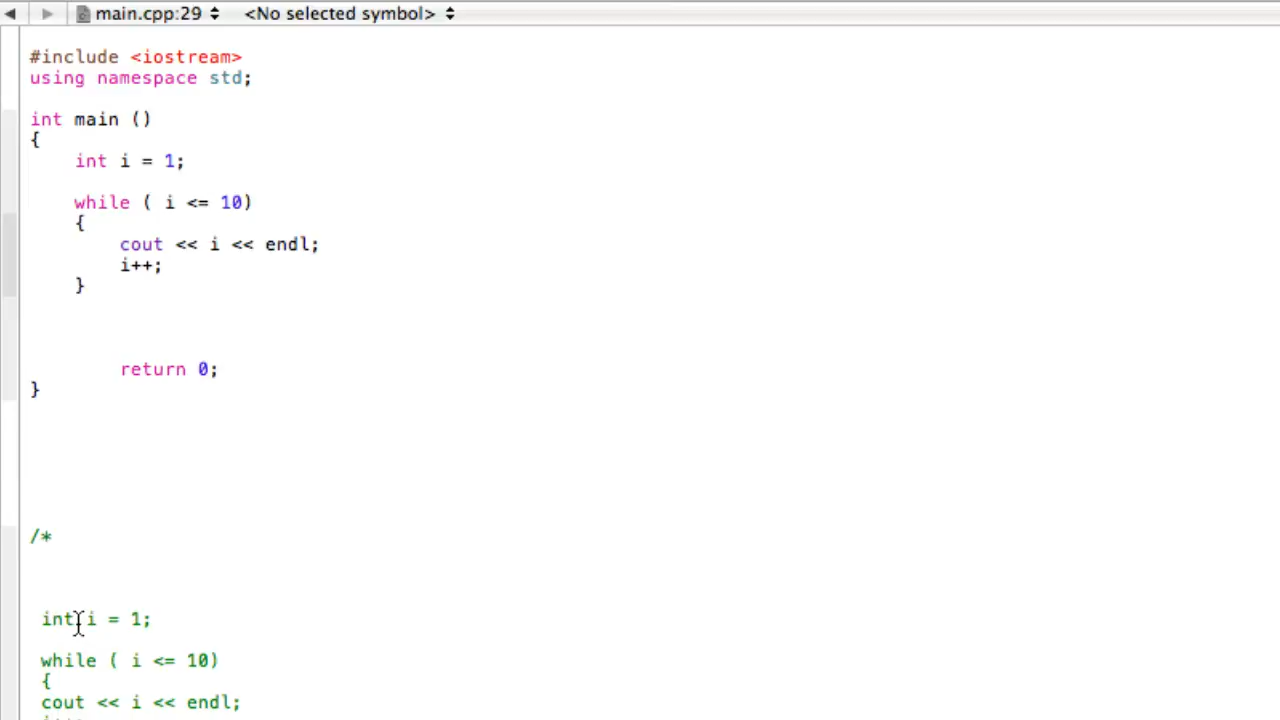 main.cpp:29 <No selected symbol>
#include <iostream>
using namespace std;
int main ()
{
int i = 1;
while ( i <= 10)
{
cout << i << endl;
i++;
}
return 0;
}
/*
int i = 1;
while ( i <= 10)
{
cout << i << endl;